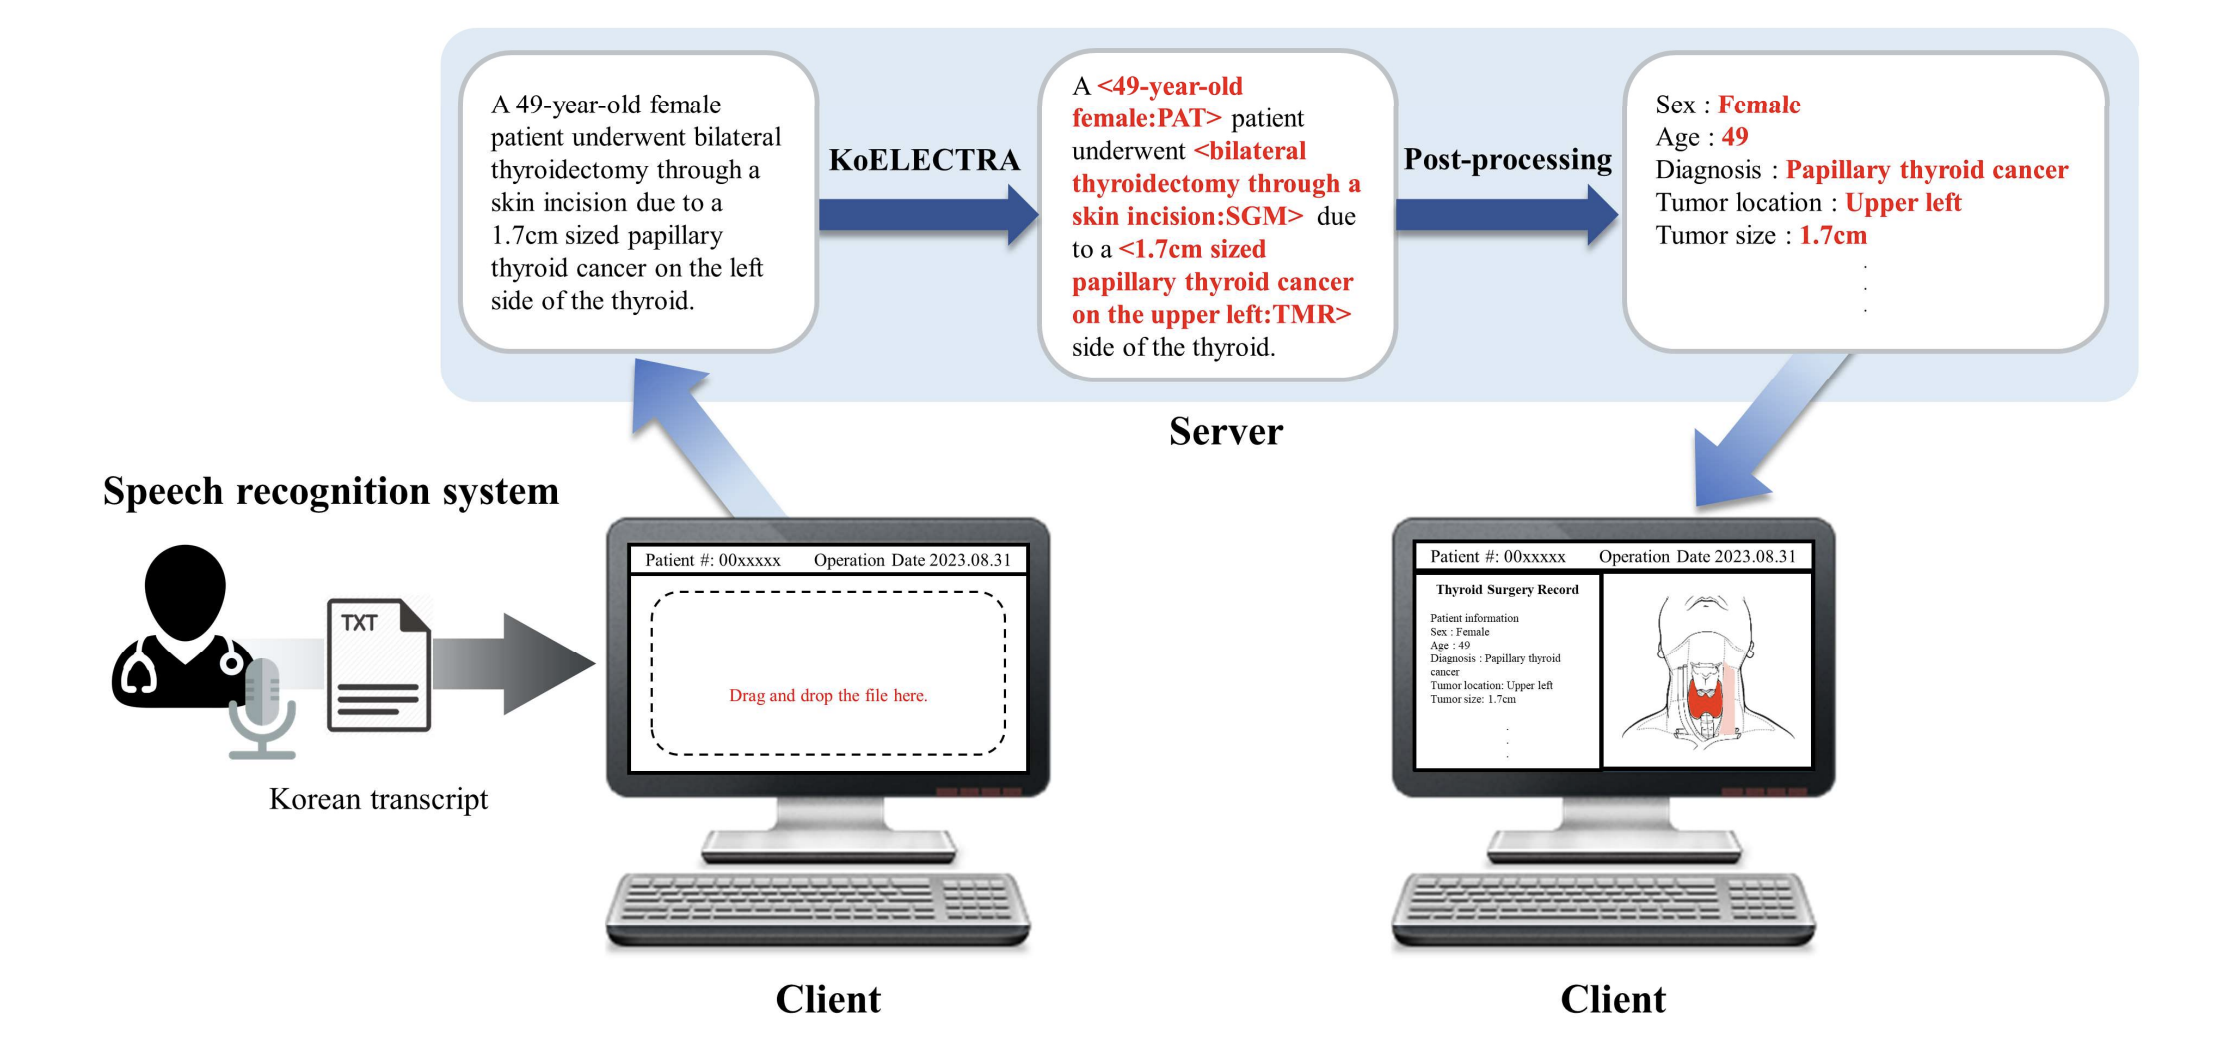 A 49-year-old female
patient underwent bilateral
thyroidectomy through a
skin incision due to a
1.7cm sized papillary
thyroid cancer on the left
side of the thyroid.
KoELECTRA
A <49-year-old
female:PAT> patient
underwent <bilateral
thyroidectomy through a
skin incision:SGM> due
to a <1.7cm sized
papillary thyroid cancer
on the upper left:TMR>
side of the thyroid.
Post-processing
Sex : Female
Age : 49
Diagnosis : Papillary thyroid cancer
Tumor location : Upper left
Tumor size : 1.7cm
.
.
.
Server
Speech recognition system
TXT
Korean transcript
Patient #: 00xxxxx Operation Date 2023.08.31
Drag and drop the file here.
Client
Patient #: 00xxxxx Operation Date 2023.08.31
Thyroid Surgery Record
Patient information
Sex : Female
Age : 49
Diagnosis : Papillary thyroid
cancer
Tumor location: Upper left
Tumor size: 1.7cm
.
.
.
Client